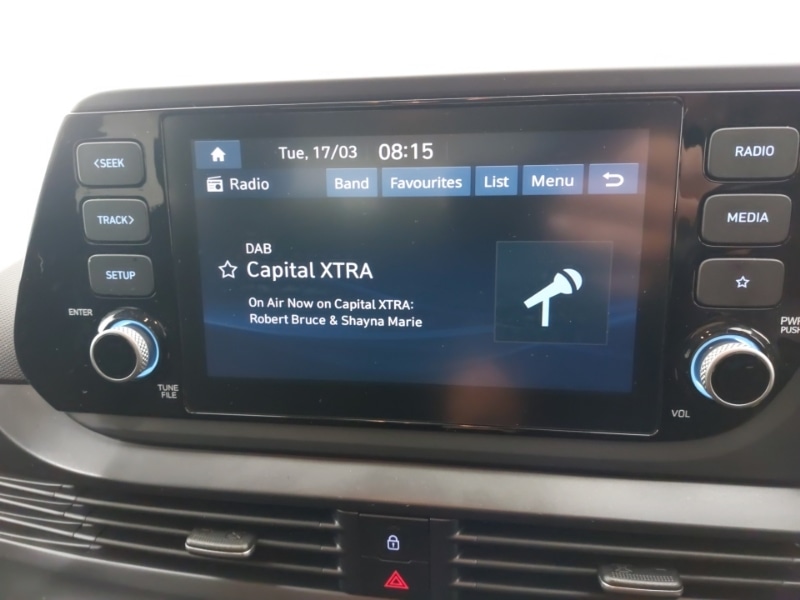 <SEEK
TRACK>
SETUP
ENTER
TUNE
FILE
Tue, 17/03 08:15
Radio Band Favourites List Menu
DAB
Capital XTRA
On Air Now on Capital XTRA:
Robert Bruce & Shayna Marie
RADIO
MEDIA
PWR
PUSH
VOL